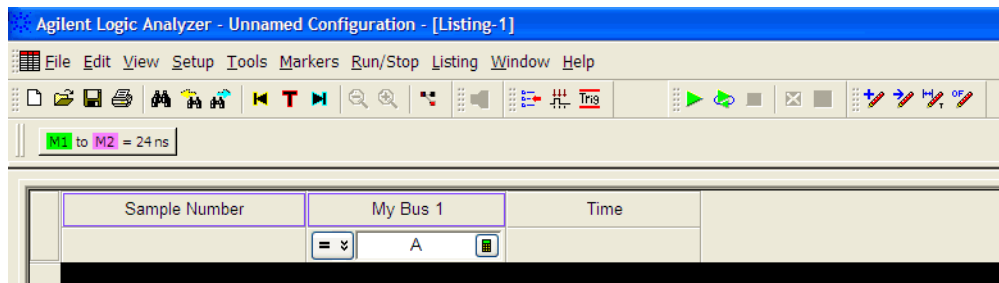 Agilent Logic Analyzer - Unnamed Configuration - [Listing-1]
File Edit View Setup Tools Markers Run/Stop Listing Window Help
T Trig
M1 to M2 = 24 ns
Sample Number My Bus 1 Time
= A